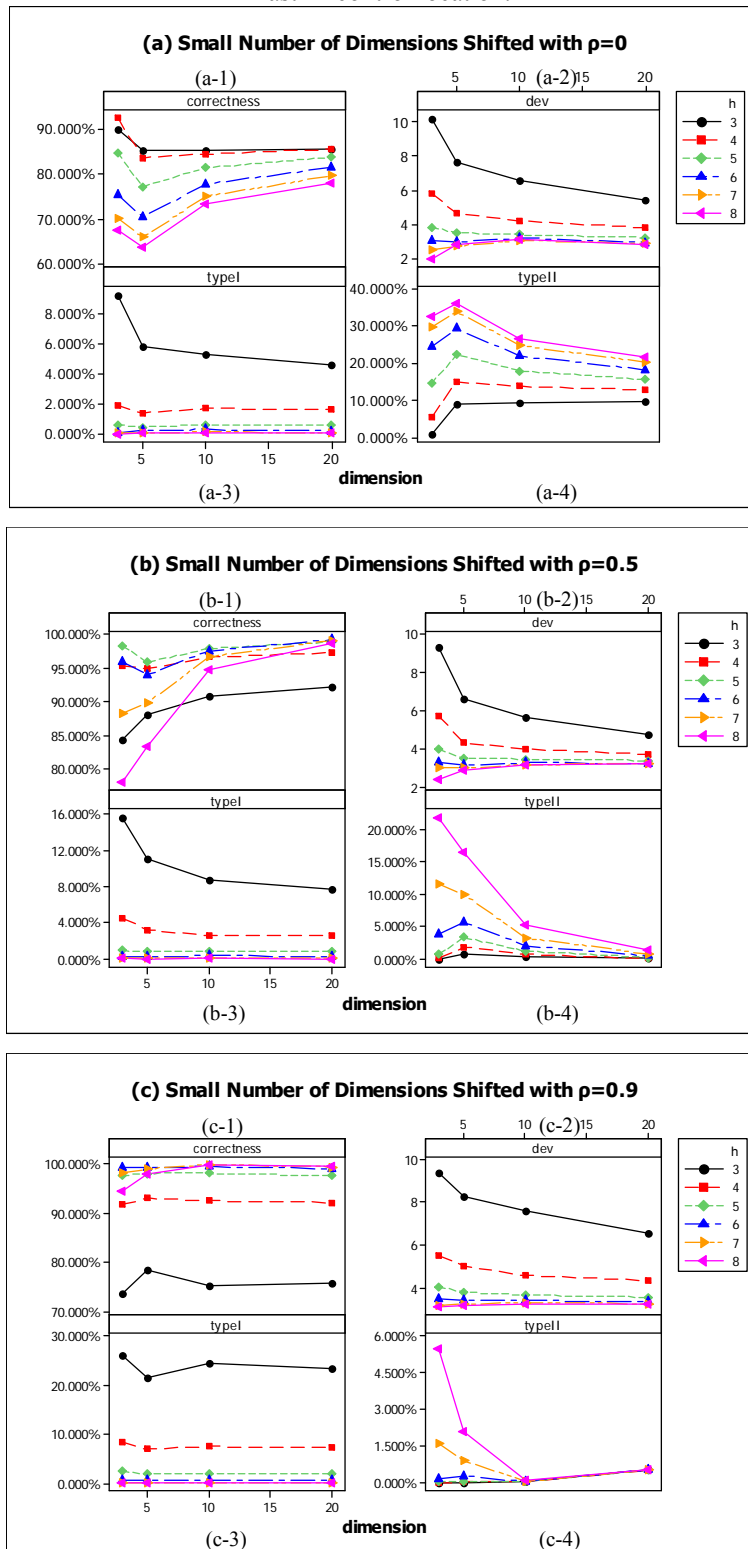 (a) Small Number of Dimensions Shifted with ρ=0
(a-1)
5 10 (a-2) 20
correctness
dev
90.000%
80.000%
70.000%
60.000%
10
8
6
4
2
h
3
4
5
6
7
8
typeI
typeII
8.000%
6.000%
4.000%
2.000%
0.000%
40.000%
30.000%
20.000%
10.000%
0.000%
5 10 15 20
dimension
(a-3)
(a-4)
(b) Small Number of Dimensions Shifted with ρ=0.5
(b-1)
5 10 (b-2) 20
correctness
dev
100.000%
95.000%
90.000%
85.000%
80.000%
10
8
6
4
2
h
3
4
5
6
7
8
typeI
typeII
16.000%
12.000%
8.000%
4.000%
0.000%
20.000%
15.000%
10.000%
5.000%
0.000%
5 10 15 20
dimension
(b-3)
(b-4)
(c) Small Number of Dimensions Shifted with ρ=0.9
(c-1)
5 10 (c-2) 20
correctness
dev
100.000%
90.000%
80.000%
70.000%
10
8
6
4
h
3
4
5
6
7
8
typeI
typeII
30.000%
20.000%
10.000%
0.000%
6.000%
4.500%
3.000%
1.500%
0.000%
5 10 15 20
dimension
(c-3)
(c-4)